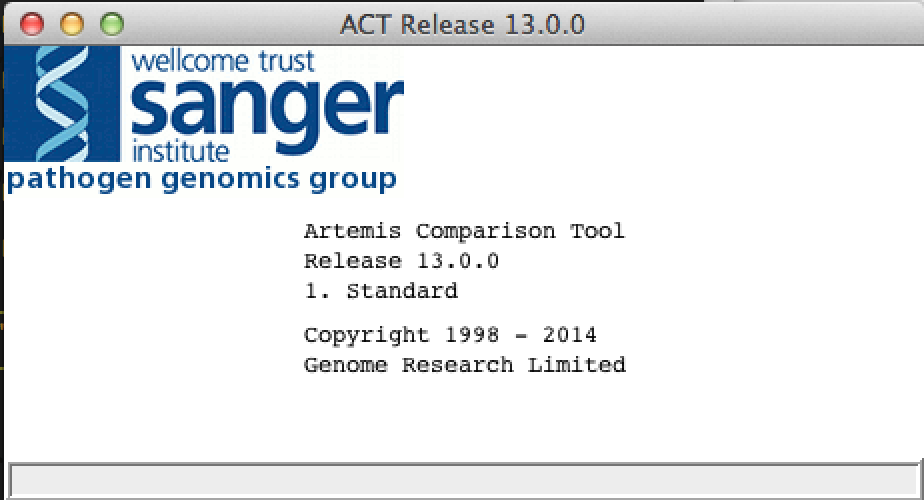 ACT Release 13.0.0
wellcome trust
sanger
institute
pathogen genomics group
Artemis Comparison Tool
Release 13.0.0
1. Standard
Copyright 1998 - 2014
Genome Research Limited